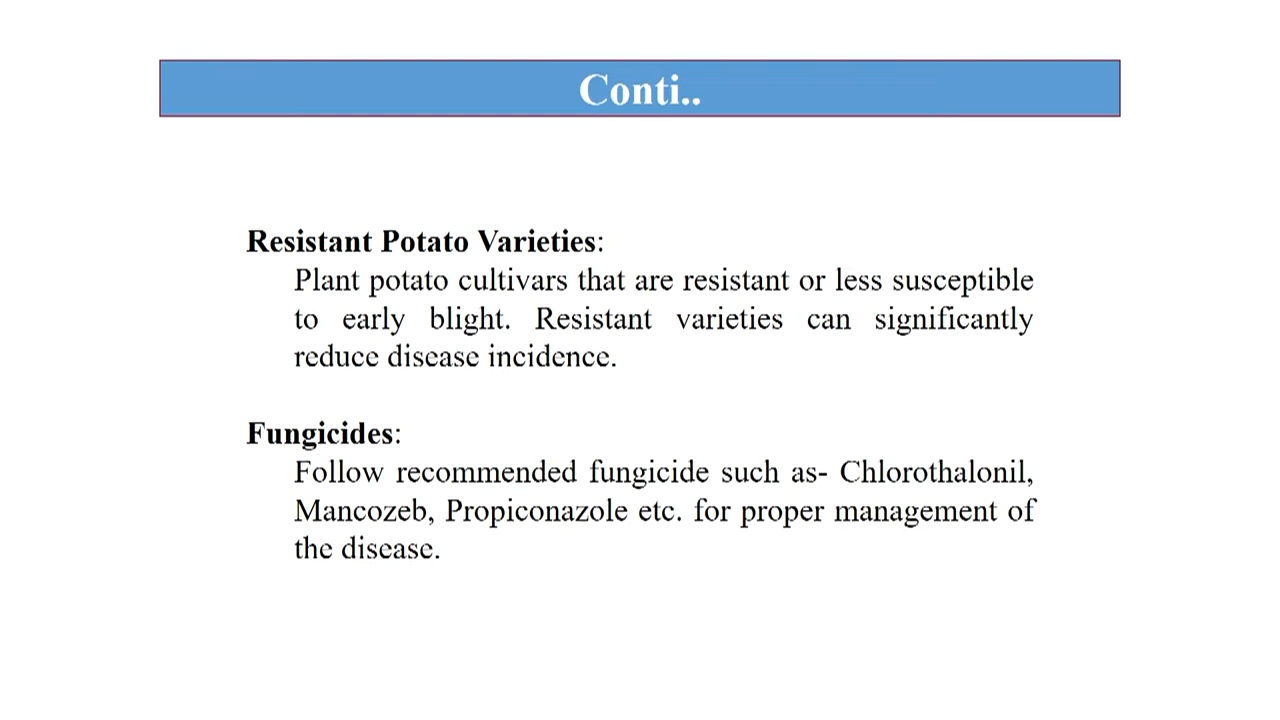 Conti..
Resistant Potato Varieties:
Plant potato cultivars that are resistant or less susceptible
to early blight. Resistant varieties can significantly
reduce disease incidence.
Fungicides:
Follow recommended fungicide such as- Chlorothalonil,
Mancozeb, Propiconazole etc. for proper management of
the disease.